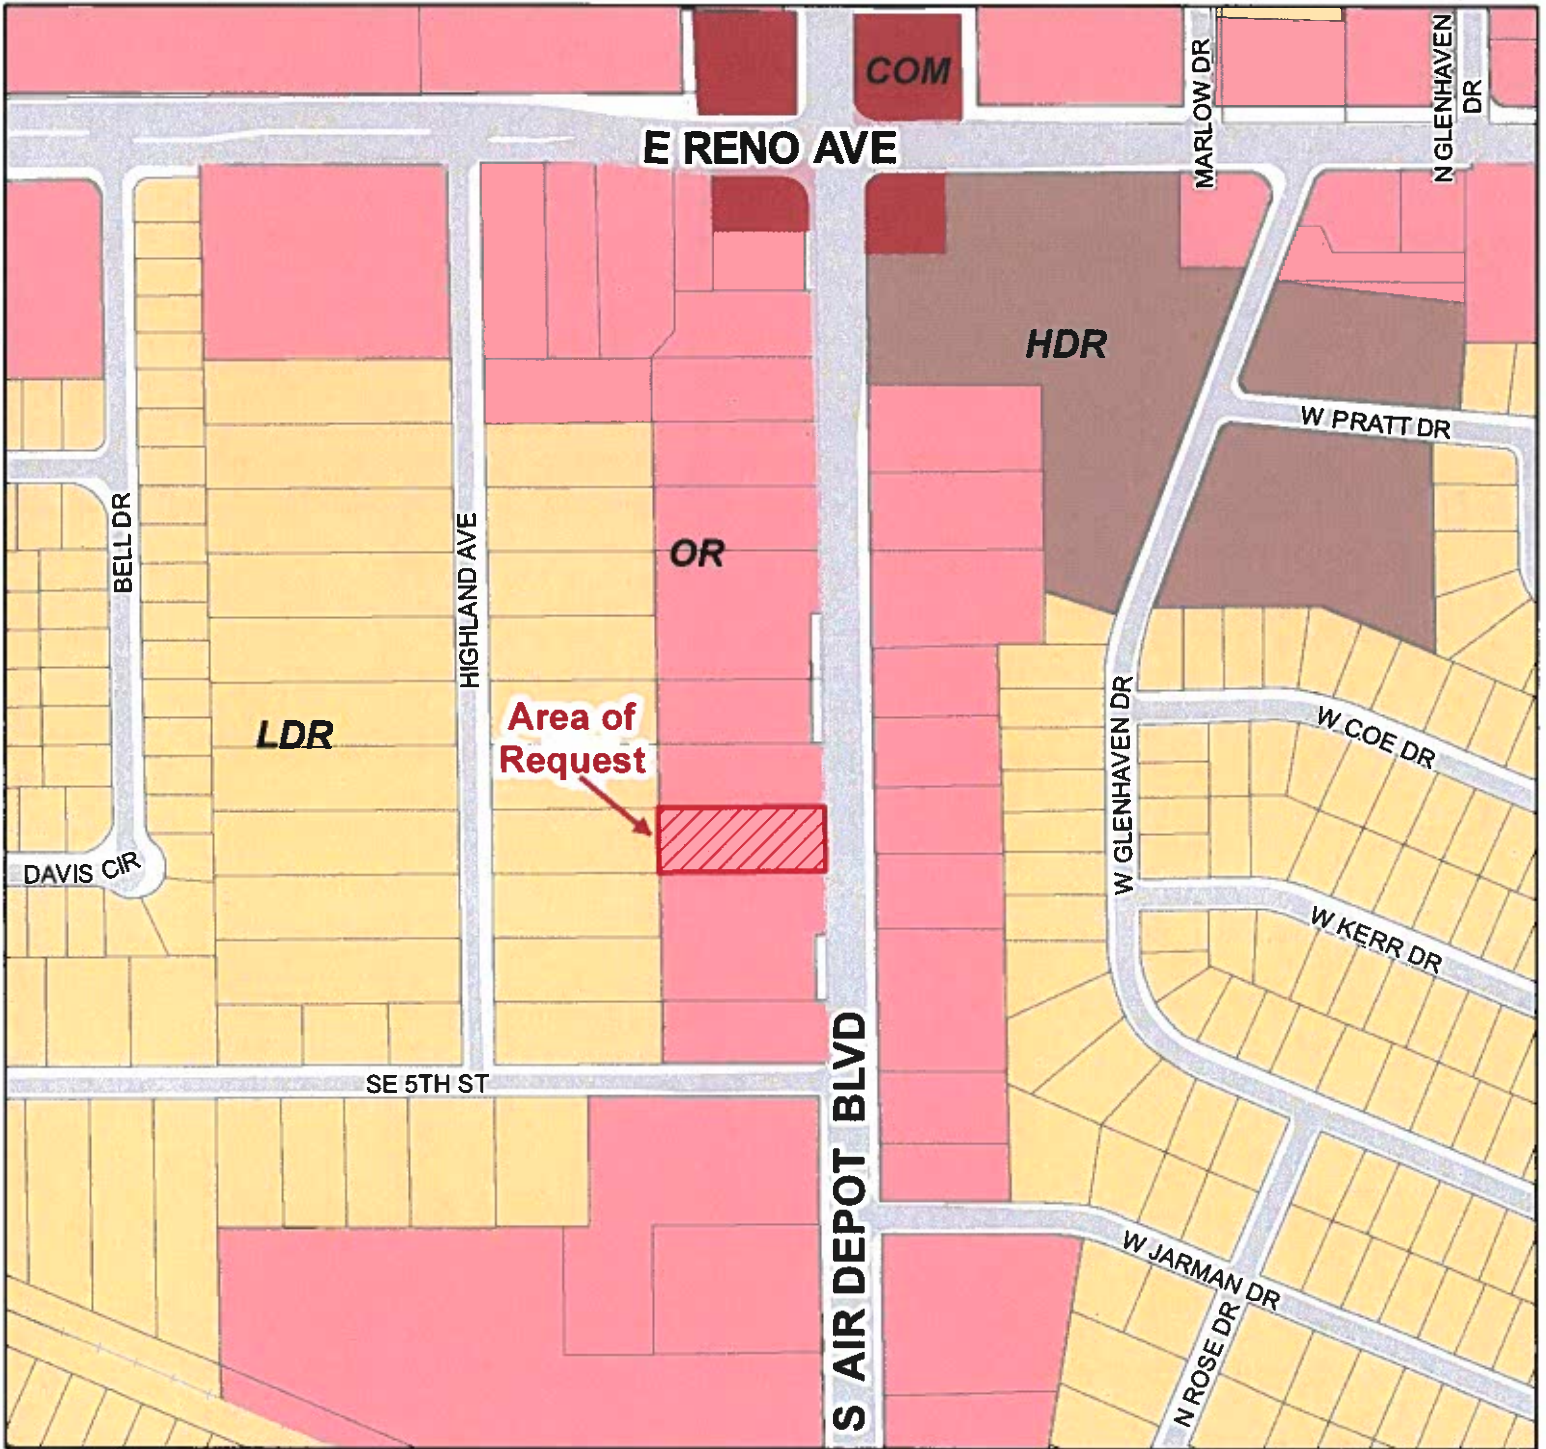 COM
MARLOW DR
N GLENHAVEN
DR
E RENO AVE
HDR
W PRATT DR
BELL DR
HIGHLAND AVE
OR
LDR
Area of
Request
W GLENHAVEN DR
W COE DR
DAVIS CIR
W KERR DR
SE 5TH ST
S AIR DEPOT BLVD
W JARMAN DR
N ROSE DR